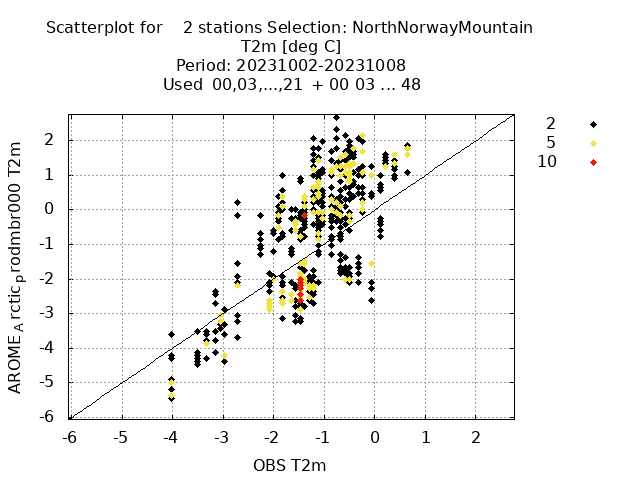 Scatterplot for 2 stations Selection: NorthNorwayMountain
T2m [deg C]
Period: 20231002-20231008
Used 00,03,...,21 + 00 03 ... 48
2
5
10
AROME_Arctic_prodmbr000 T2m
2
1
0
-1
-2
-3
-4
-5
-6
-6 -5 -4 -3 -2 -1 0 1 2
OBS T2m